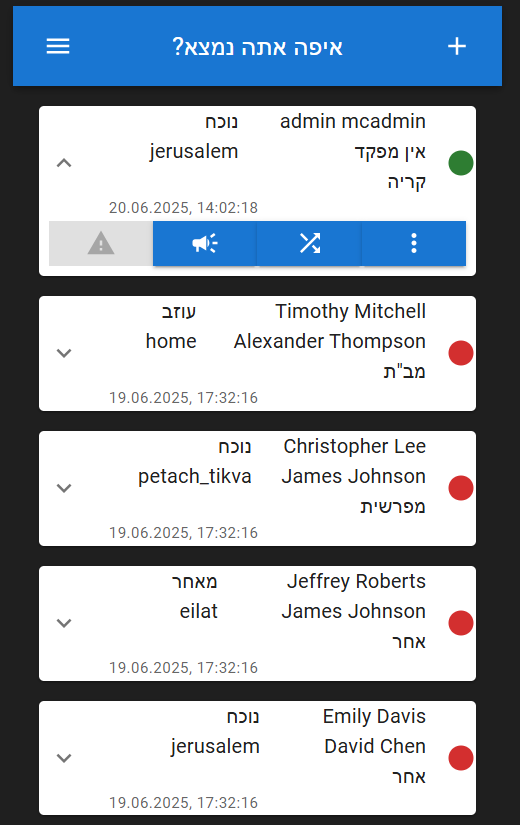 איפה אתה נמצא?
admin mcadmin
נוכח
אין מפקד
jerusalem
קריה
20.06.2025, 14:02:18
Timothy Mitchell
עוזב
Alexander Thompson
home
מב"ת
19.06.2025, 17:32:16
Christopher Lee
נוכח
James Johnson
petach_tikva
מפרשית
19.06.2025, 17:32:16
Jeffrey Roberts
מאחר
James Johnson
eilat
אחר
19.06.2025, 17:32:16
Emily Davis
נוכח
David Chen
jerusalem
אחר
19.06.2025, 17:32:16